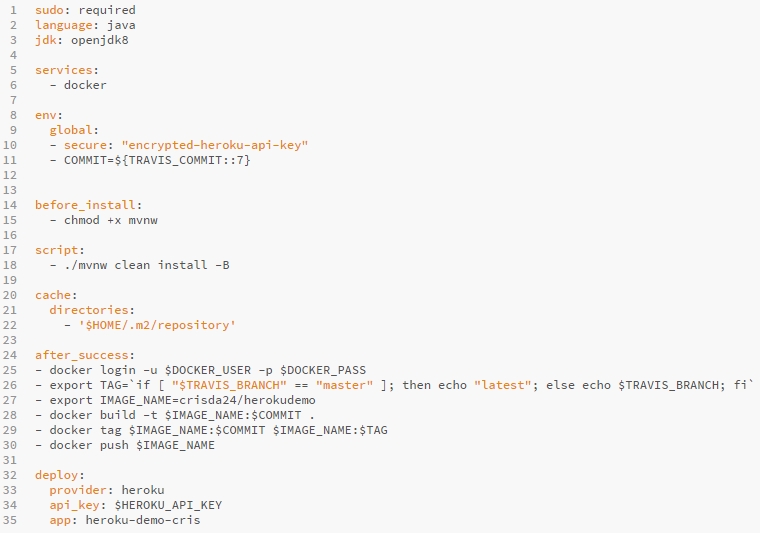 1 sudo: required
2 language: java
3 jdk: openjdk8
4
5 services:
6   - docker
7
8 env:
9   global:
10   - secure: "encrypted-heroku-api-key"
11   - COMMIT=${TRAVIS_COMMIT::7}
12
13
14 before_install:
15   - chmod +x mvnw
16
17 script:
18   - ./mvnw clean install -B
19
20 cache:
21   directories:
22     - '$HOME/.m2/repository'
23
24 after_success:
25 - docker login -u $DOCKER_USER -p $DOCKER_PASS
26 - export TAG=`if [ "$TRAVIS_BRANCH" == "master" ]; then echo "latest"; else echo $TRAVIS_BRANCH; fi`
27 - export IMAGE_NAME=crisda24/herokudemo
28 - docker build -t $IMAGE_NAME:$COMMIT .
29 - docker tag $IMAGE_NAME:$COMMIT $IMAGE_NAME:$TAG
30 - docker push $IMAGE_NAME
31
32 deploy:
33   provider: heroku
34   api_key: $HEROKU_API_KEY
35   app: heroku-demo-cris